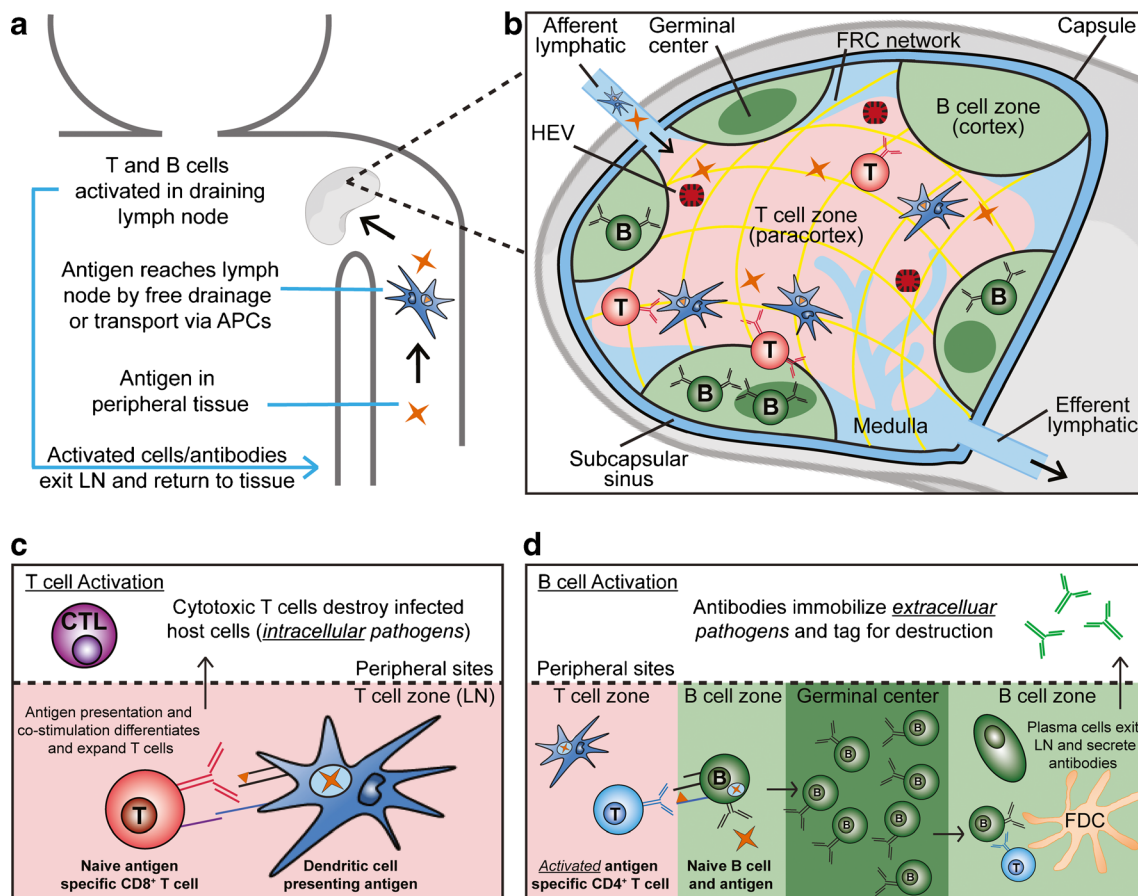 a
T and B cells
activated in draining
lymph node
Antigen reaches lymph
node by free drainage
or transport via APCs
Antigen in
peripheral tissue
Activated cells/antibodies
exit LN and return to tissue
b
Afferent
lymphatic
Germinal
center
FRC network
Capsule
HEV
B cell zone
(cortex)
T
T cell zone
(paracortex)
B
B
T
T
B
B
Medulla
Efferent
lymphatic
Subcapsular
sinus
c
T cell Activation
CTL
Cytotoxic T cells destroy infected
host cells (intracellular pathogens)
Peripheral sites
T cell zone (LN)
Antigen presentation and
co-stimulation differentiates
and expand T cells
T
Naive antigen
specific CD8+ T cell
Dendritic cell
presenting antigen
d
B cell Activation
Antibodies immobilize extracelluar
pathogens and tag for destruction
Peripheral sites
T cell zone
B cell zone
Germinal center
B cell zone
Plasma cells exit
LN and secrete
antibodies
B
T
B
B
B
B
B
B
B
B
B
T
FDC
Activated antigen
specific CD4+ T cell
Naive B cell
and antigen